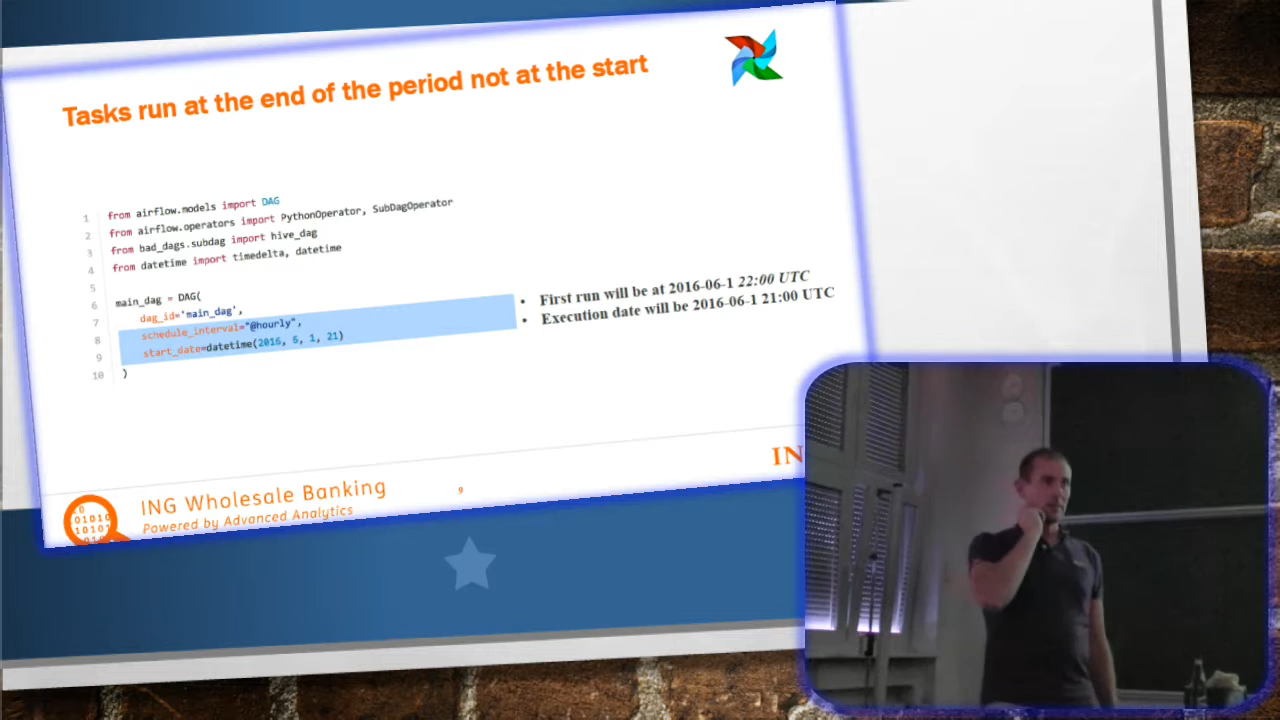 Tasks run at the end of the period not at the start
1 from airflow.models import DAG
2 from airflow.operators import PythonOperator, SubDagOperator
3 from bad_dags.subdag import hive_dag
4 from datetime import timedelta, datetime
5
6 main_dag = DAG(
7 dag_id='main_dag',
8 schedule_interval="@hourly",
9 start_date=datetime(2016, 6, 1, 21)
10 )
• First run will be at 2016-06-1 22:00 UTC
• Execution date will be 2016-06-1 21:00 UTC
IN
ING Wholesale Banking
Powered by Advanced Analytics
9
10
01010
10101